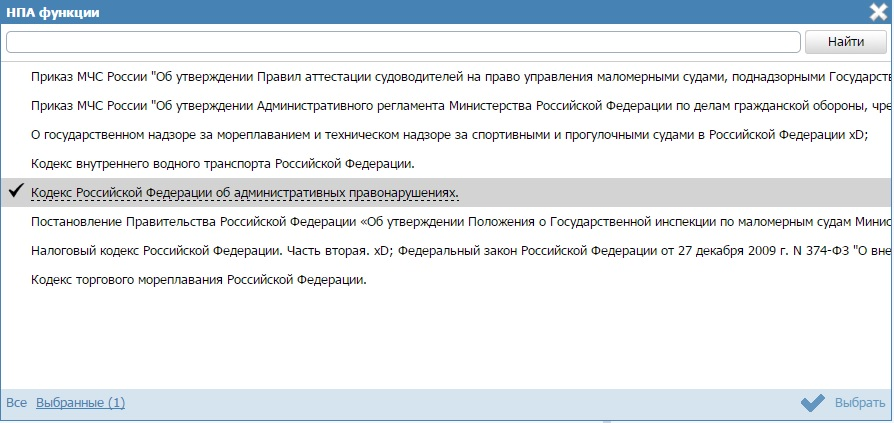 НПА функции
Найти
Приказ МЧС России "Об утверждении Правил аттестации судоводителей на право управления маломерными судами, поднадзорными Государств
Приказ МЧС России "Об утверждении Административного регламента Министерства Российской Федерации по делам гражданской обороны, чре
О государственном надзоре за мореплаванием и техническом надзоре за спортивными и прогулочными судами в Российской Федерации xD;
Кодекс внутреннего водного транспорта Российской Федерации.
Кодекс Российской Федерации об административных правонарушениях.
Постановление Правительства Российской Федерации «Об утверждении Положения о Государственной инспекции по маломерным судам Минис
Налоговый кодекс Российской Федерации. Часть вторая. xD; Федеральный закон Российской Федерации от 27 декабря 2009 г. N 374-ФЗ "О вне
Кодекс торгового мореплавания Российской Федерации.
Все Выбранные (1) Выбрать